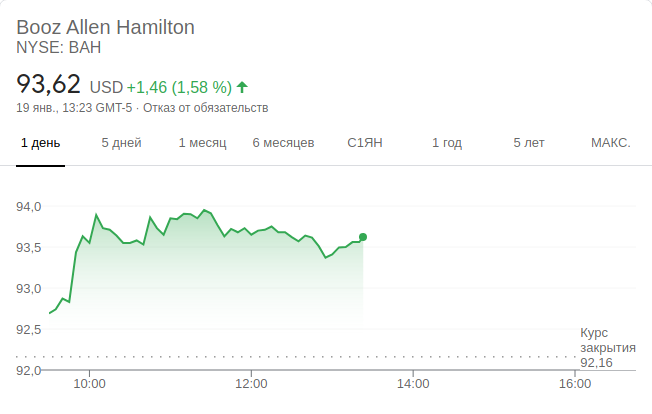 Booz Allen Hamilton
NYSE: BAH
93,62 USD +1,46 (1,58 %)
19 янв., 13:23 GMT-5 · Отказ от обязательств
1 день 5 дней 1 месяц 6 месяцев С1ЯН 1 год 5 лет МАКС.
94,0
93,5
93,0
92,5
Курс
закрытия
92,16
92,0
10:00 12:00 14:00 16:00